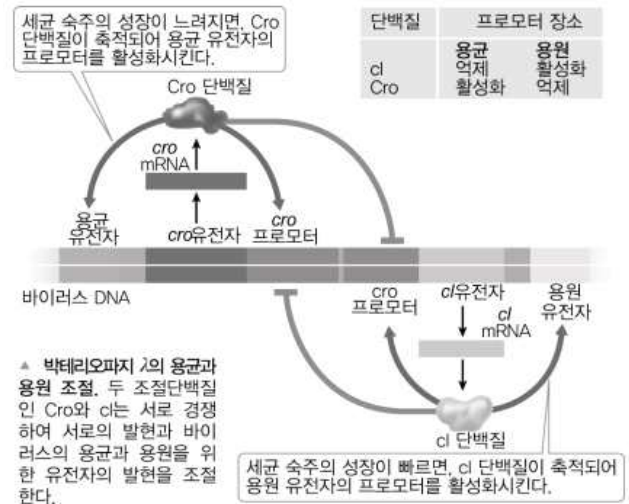 세균 숙주의 성장이 느려지면, Cro
단백질이 축적되어 용균 유전자의
프로모터를 활성화시킨다.
단백질 프로모터 장소
용균 용원
cl 억제 활성화
Cro 활성화 억제
Cro 단백질
cro
mRNA
용균
유전자
cro유전자
cro
프로모터
바이러스 DNA
cro
프로모터
cl유전자
용원
유전자
cl
mRNA
cl 단백질
▲ 박테리오파지 λ의 용균과
용원 조절. 두 조절단백질
인 Cro와 cl는 서로 경쟁
하여 서로의 발현과 바이
러스의 용균과 용원을 위
한 유전자의 발현을 조절
한다.
세균 숙주의 성장이 빠르면, cl 단백질이 축적되어
용원 유전자의 프로모터를 활성화시킨다.